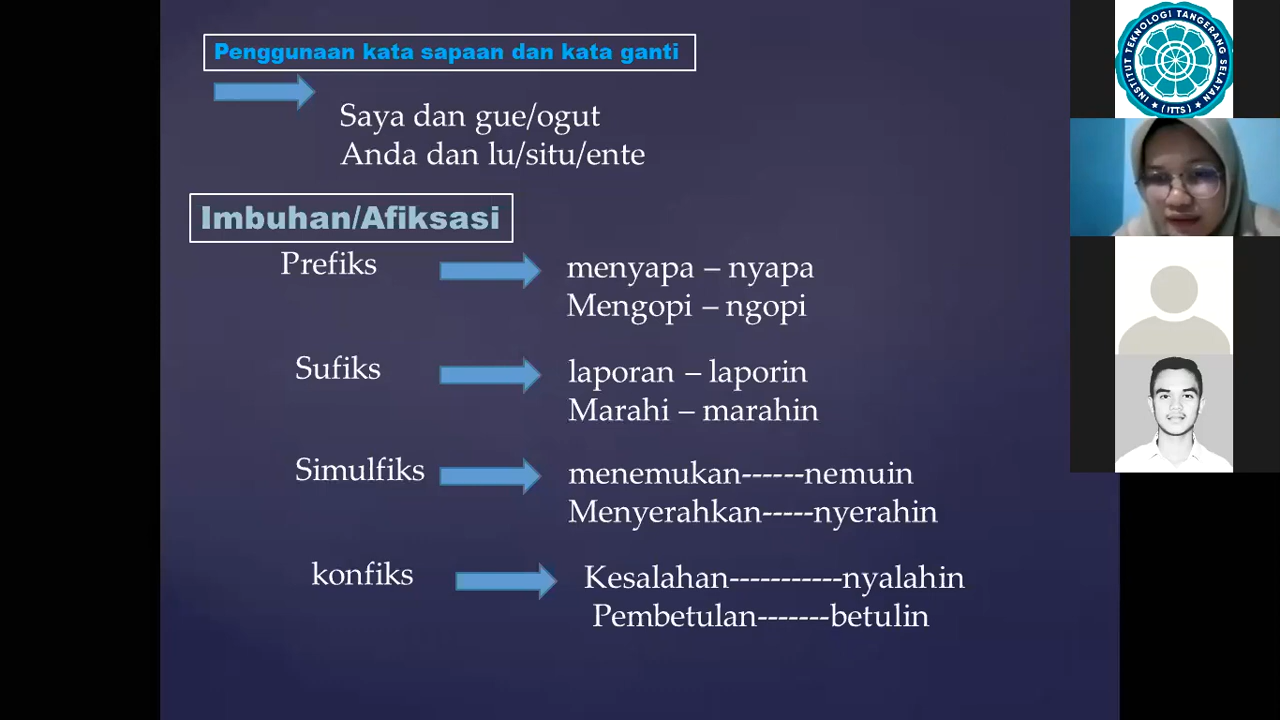 Penggunaan kata sapaan dan kata ganti
Saya dan gue/ogut
Anda dan lu/situ/ente
Imbuhan/Afiksasi
Prefiks
menyapa – nyapa
Mengopi – ngopi
Sufiks
laporan – laporin
Marahi – marahin
Simulfiks
menemukan------nemuin
Menyerahkan-----nyerahin
konfiks
Kesalahan-----------nyalahin
Pembetulan-------betulin
INSTITUT TEKNOLOGI TANGERANG SELATAN
(ITTS)